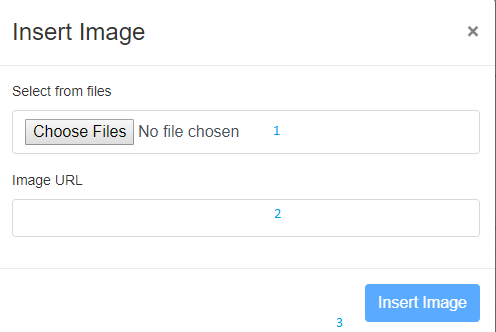 Insert Image ×
Select from files
Choose Files No file chosen 1
Image URL
2
Insert Image
3